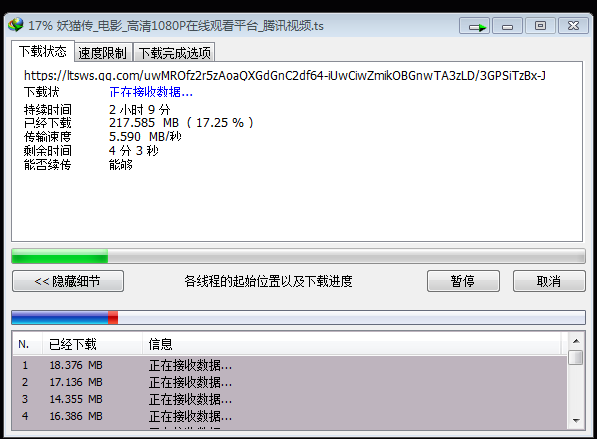 17% 妖猫传_电影_高清1080P在线观看平台_腾讯视频.ts
下载状态 速度限制 下载完成选项
https://ltsws.qq.com/uwMROfz2r5zAoaQXGdGnC2df64-iUwCiwZmikOBGnwTA3zLD/3GPSiTzBx-J
下载状 正在接收数据...
持续时间 2 小时 9 分
已经下载 217.585 MB ( 17.25 % )
传输速度 5.590 MB/秒
剩余时间 4 分 3 秒
能否续传 能够
<< 隐藏细节 各线程的起始位置以及下载进度 暂停 取消
N. 已经下载 信息
1 18.376 MB 正在接收数据...
2 17.136 MB 正在接收数据...
3 14.355 MB 正在接收数据...
4 16.386 MB 正在接收数据...